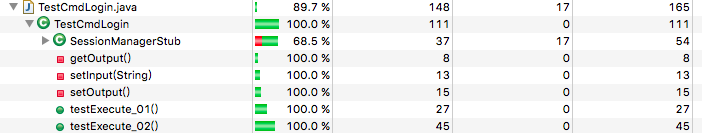 TestCmdLogin.java 89.7 % 148 17 165
TestCmdLogin 100.0 % 111 0 111
SessionManagerStub 68.5 % 37 17 54
getOutput() 100.0 % 8 0 8
setInput(String) 100.0 % 13 0 13
setOutput() 100.0 % 15 0 15
testExecute_01() 100.0 % 27 0 27
testExecute_02() 100.0 % 45 0 45